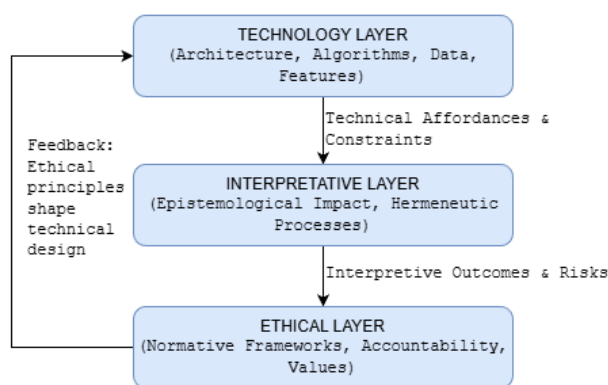 TECHNOLOGY LAYER
(Architecture, Algorithms, Data,
Features)
Technical Affordances &
Constraints
Feedback:
Ethical
principles
shape
technical
design
INTERPRETATIVE LAYER
(Epistemological Impact, Hermeneutic
Processes)
Interpretive Outcomes & Risks
ETHICAL LAYER
(Normative Frameworks, Accountability,
Values)